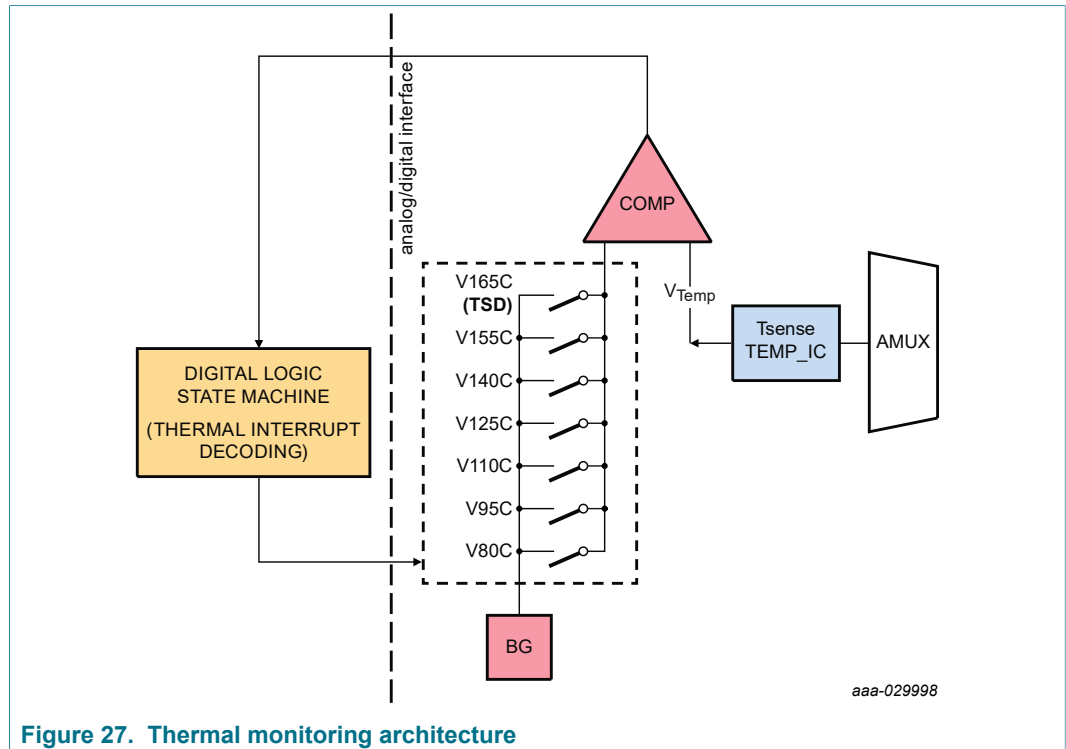 analog/digital interface
COMP
V165C
(TSD)
V155C
V140C
V125C
V110C
V95C
V80C
VTemp
Tsense
TEMP_IC
AMUX
DIGITAL LOGIC
STATE MACHINE
(THERMAL INTERRUPT
DECODING)
BG
aaa-029998
Figure 27. Thermal monitoring architecture